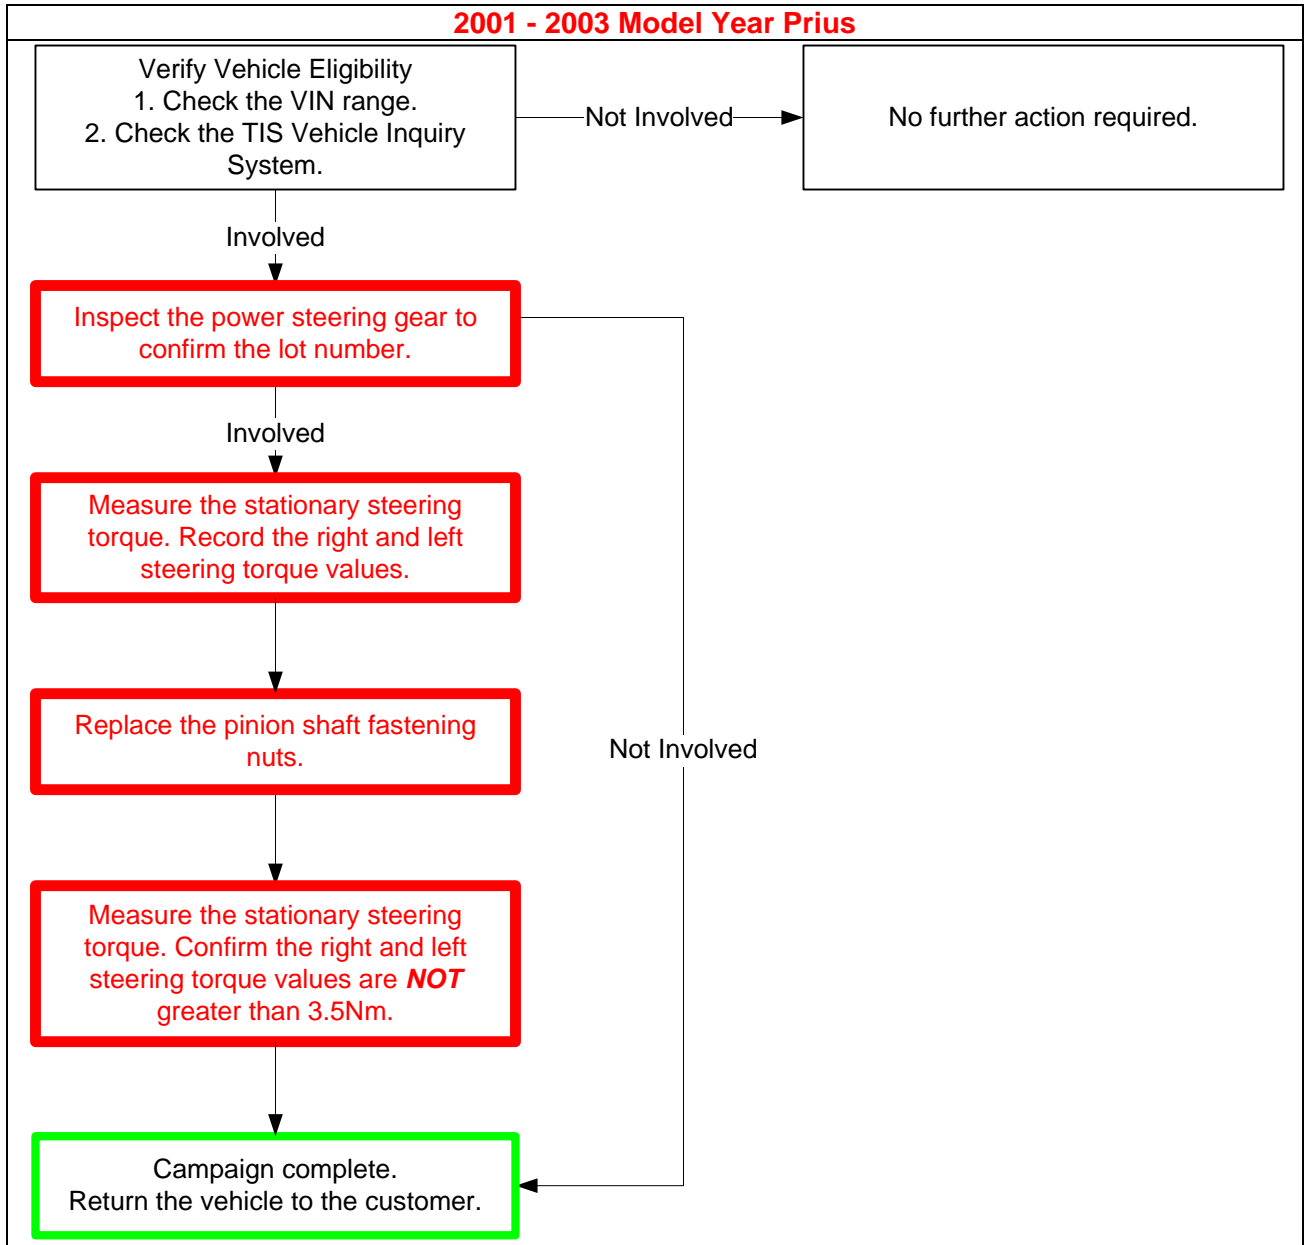 2001 - 2003 Model Year Prius
Verify Vehicle Eligibility
1. Check the VIN range.
2. Check the TIS Vehicle Inquiry
System.
Not Involved
No further action required.
Involved
Inspect the power steering gear to
confirm the lot number.
Involved
Measure the stationary steering
torque. Record the right and left
steering torque values.
Replace the pinion shaft fastening
nuts.
Not Involved
Measure the stationary steering
torque. Confirm the right and left
steering torque values are NOT
greater than 3.5Nm.
Campaign complete.
Return the vehicle to the customer.